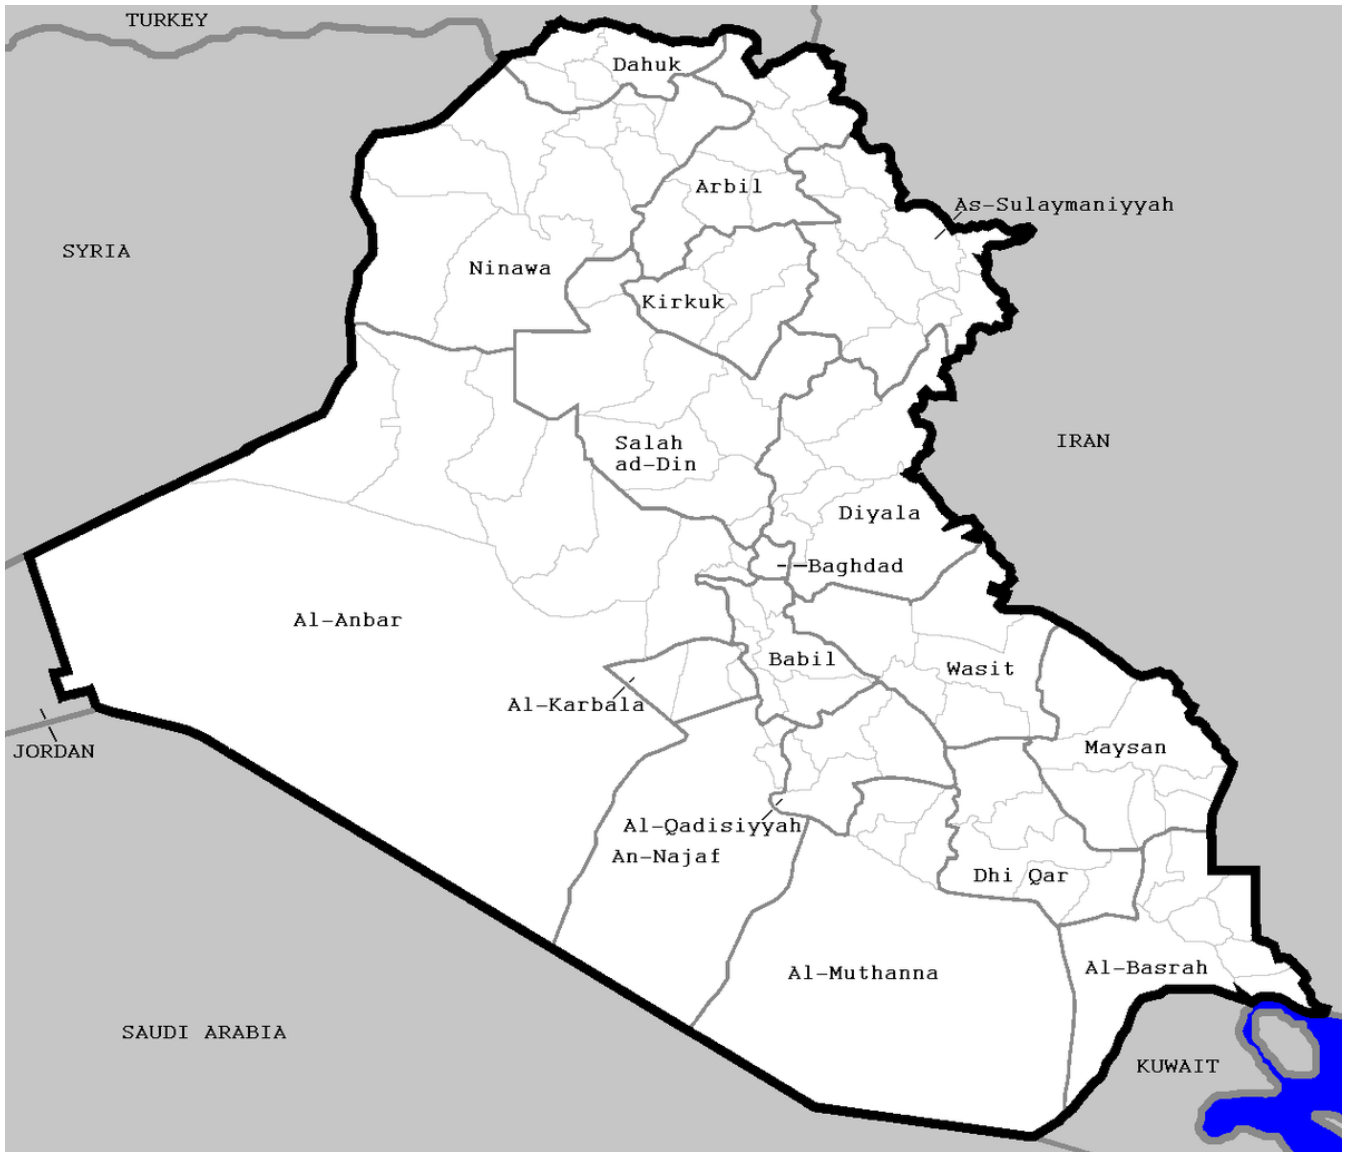 TURKEY
Dahuk
Arbil
As-Sulaymaniyyah
SYRIA
Ninawa
Kirkuk
IRAN
Salah
ad-Din
Diyala
Baghdad
Al-Anbar
Babil
Wasit
Al-Karbala
JORDAN
Maysan
Al-Qadisiyyah
An-Najaf
Dhi Qar
Al-Basrah
Al-Muthanna
SAUDI ARABIA
KUWAIT